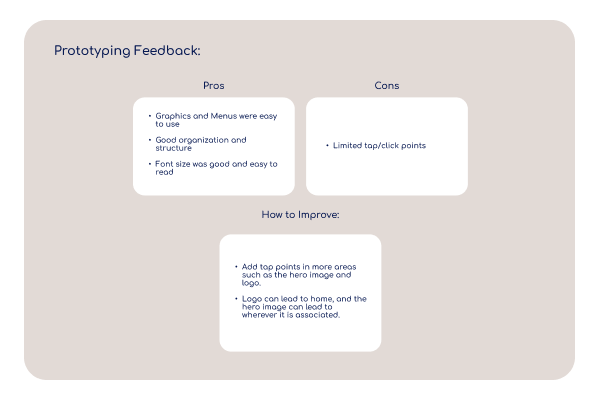 Prototyping Feedback:
Pros
Cons
• Graphics and Menus were easy
to use
• Good organization and
structure
• Font size was good and easy to
read
• Limited tap/click points
How to Improve:
• Add tap points in more areas
such as the hero image and
logo.
• Logo can lead to home, and the
hero image can lead to
wherever it is associated.